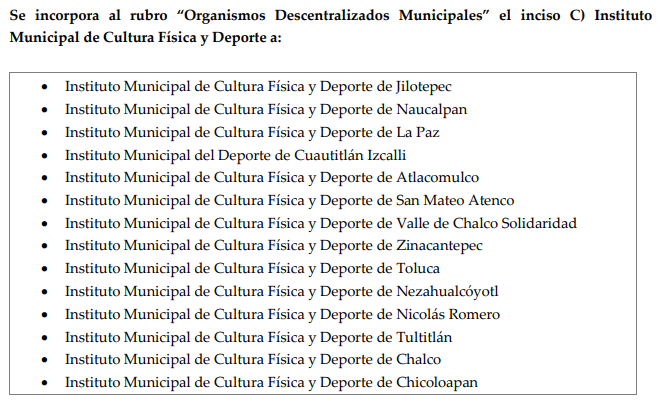 Se incorpora al rubro “Organismos Descentralizados Municipales” el inciso C) Instituto
Municipal de Cultura Física y Deporte a:
• Instituto Municipal de Cultura Física y Deporte de Jilotepec
• Instituto Municipal de Cultura Física y Deporte de Naucalpan
• Instituto Municipal de Cultura Física y Deporte de La Paz
• Instituto Municipal del Deporte de Cuautitlán Izcalli
• Instituto Municipal de Cultura Física y Deporte de Atlacomulco
• Instituto Municipal de Cultura Física y Deporte de San Mateo Atenco
• Instituto Municipal de Cultura Física y Deporte de Valle de Chalco Solidaridad
• Instituto Municipal de Cultura Física y Deporte de Zinacantepec
• Instituto Municipal de Cultura Física y Deporte de Toluca
• Instituto Municipal de Cultura Física y Deporte de Nezahualcóyotl
• Instituto Municipal de Cultura Física y Deporte de Nicolás Romero
• Instituto Municipal de Cultura Física y Deporte de Tultitlán
• Instituto Municipal de Cultura Física y Deporte de Chalco
• Instituto Municipal de Cultura Física y Deporte de Chicoloapan